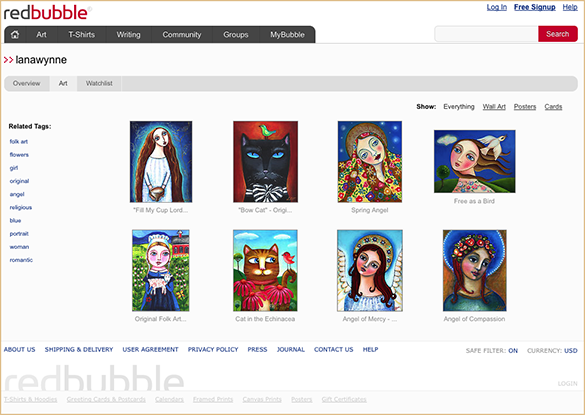 redbubble
Log In Free Signup Help
Art T-Shirts Writing Community Groups MyBubble Search
lanawynne
Overview Art Watchlist
Show: Everything Wall Art Posters Cards
Related Tags:
folk art
flowers
girl
original
angel
religious
blue
portrait
woman
romantic
"Fill My Cup Lord... "Bow Cat" - Origi... Spring Angel Free as a Bird
Original Folk Art... Cat in the Echinacea Angel of Mercy - ... Angel of Compassion
ABOUT US SHIPPING & DELIVERY USER AGREEMENT PRIVACY POLICY PRESS JOURNAL CONTACT US HELP SAFE FILTER: ON CURRENCY: USD
redbubble
LOGIN
T-Shirts & Hoodies Greeting Cards & Postcards Calendars Framed Prints Canvas Prints Posters Gift Certificates